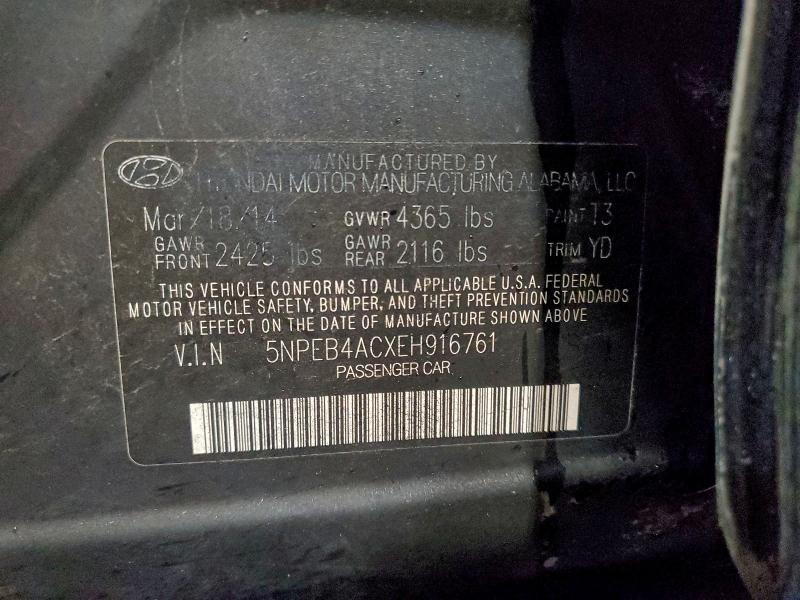 MANUFACTURED BY
HYUNDAI MOTOR MANUFACTURING ALABAMA, LLC
Mar/18/14 GVWR 4365 lbs PAINT T3
GAWR FRONT 2425 lbs GAWR REAR 2116 lbs TRIM YD
THIS VEHICLE CONFORMS TO ALL APPLICABLE U.S.A. FEDERAL
MOTOR VEHICLE SAFETY, BUMPER, AND THEFT PREVENTION STANDARDS
IN EFFECT ON THE DATE OF MANUFACTURE SHOWN ABOVE
V.I.N 5NPEB4ACXEH916761
PASSENGER CAR